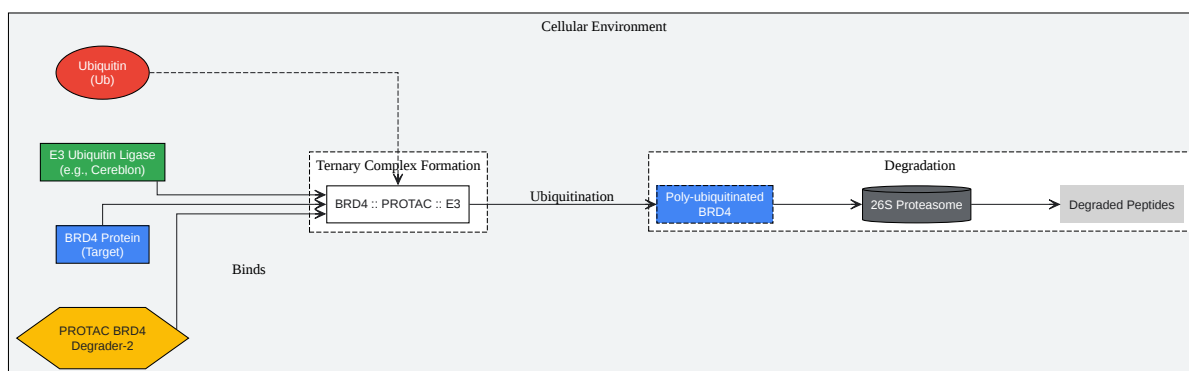 Cellular Environment
Ubiquitin
(Ub)
E3 Ubiquitin Ligase
(e.g., Cereblon)
Ternary Complex Formation
BRD4 :: PROTAC :: E3
Ubiquitination
Degradation
Poly-ubiquitinated
BRD4
26S Proteasome
Degraded Peptides
BRD4 Protein
(Target)
Binds
PROTAC BRD4
Degrader-2